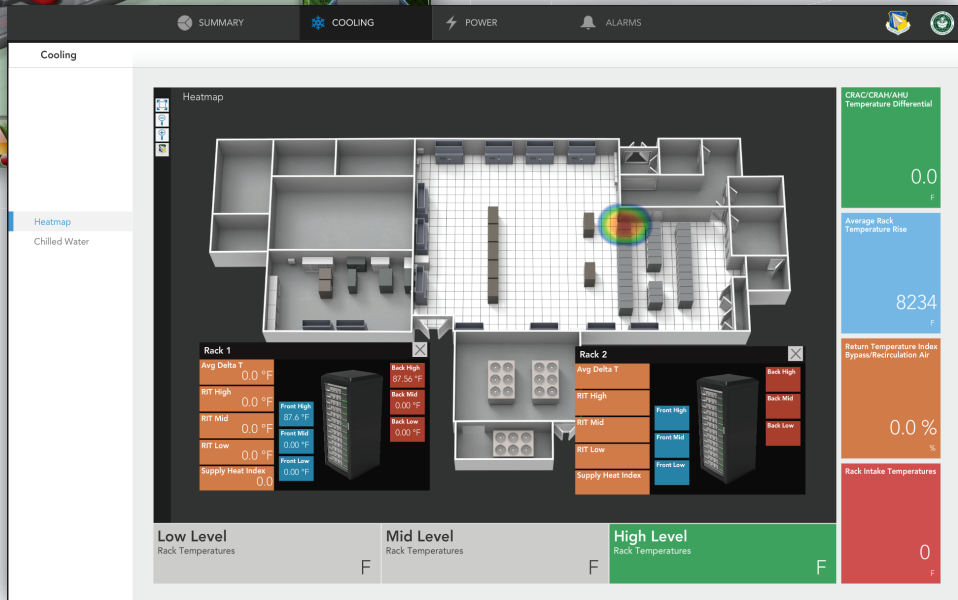 SUMMARY
COOLING
POWER
ALARMS
Cooling
Heatmap
Chilled Water
Heatmap
CRAC/CRAH/AHU
Temperature Differential
0.0
F
Average Rack
Temperature Rise
8234
F
Return Temperature Index
Bypass/Recirculation Air
0.0 %
%
Rack Intake Temperatures
0
F
Rack 1
Avg Delta T
0.0 °F
RIT High
0.0 °F
RIT Mid
0.0 °F
RIT Low
0.0 °F
Supply Heat Index
0.0
Front High
87.6 °F
Front Mid
0.00 °F
Front Low
0.00 °F
Back High
87.56 °F
Back Mid
0.00 °F
Back Low
0.00 °F
Rack 2
Avg Delta T
RIT High
RIT Mid
RIT Low
Supply Heat Index
Front High
Front Mid
Front Low
Back High
Back Mid
Back Low
Low Level
Rack Temperatures
F
Mid Level
Rack Temperatures
F
High Level
Rack Temperatures
F